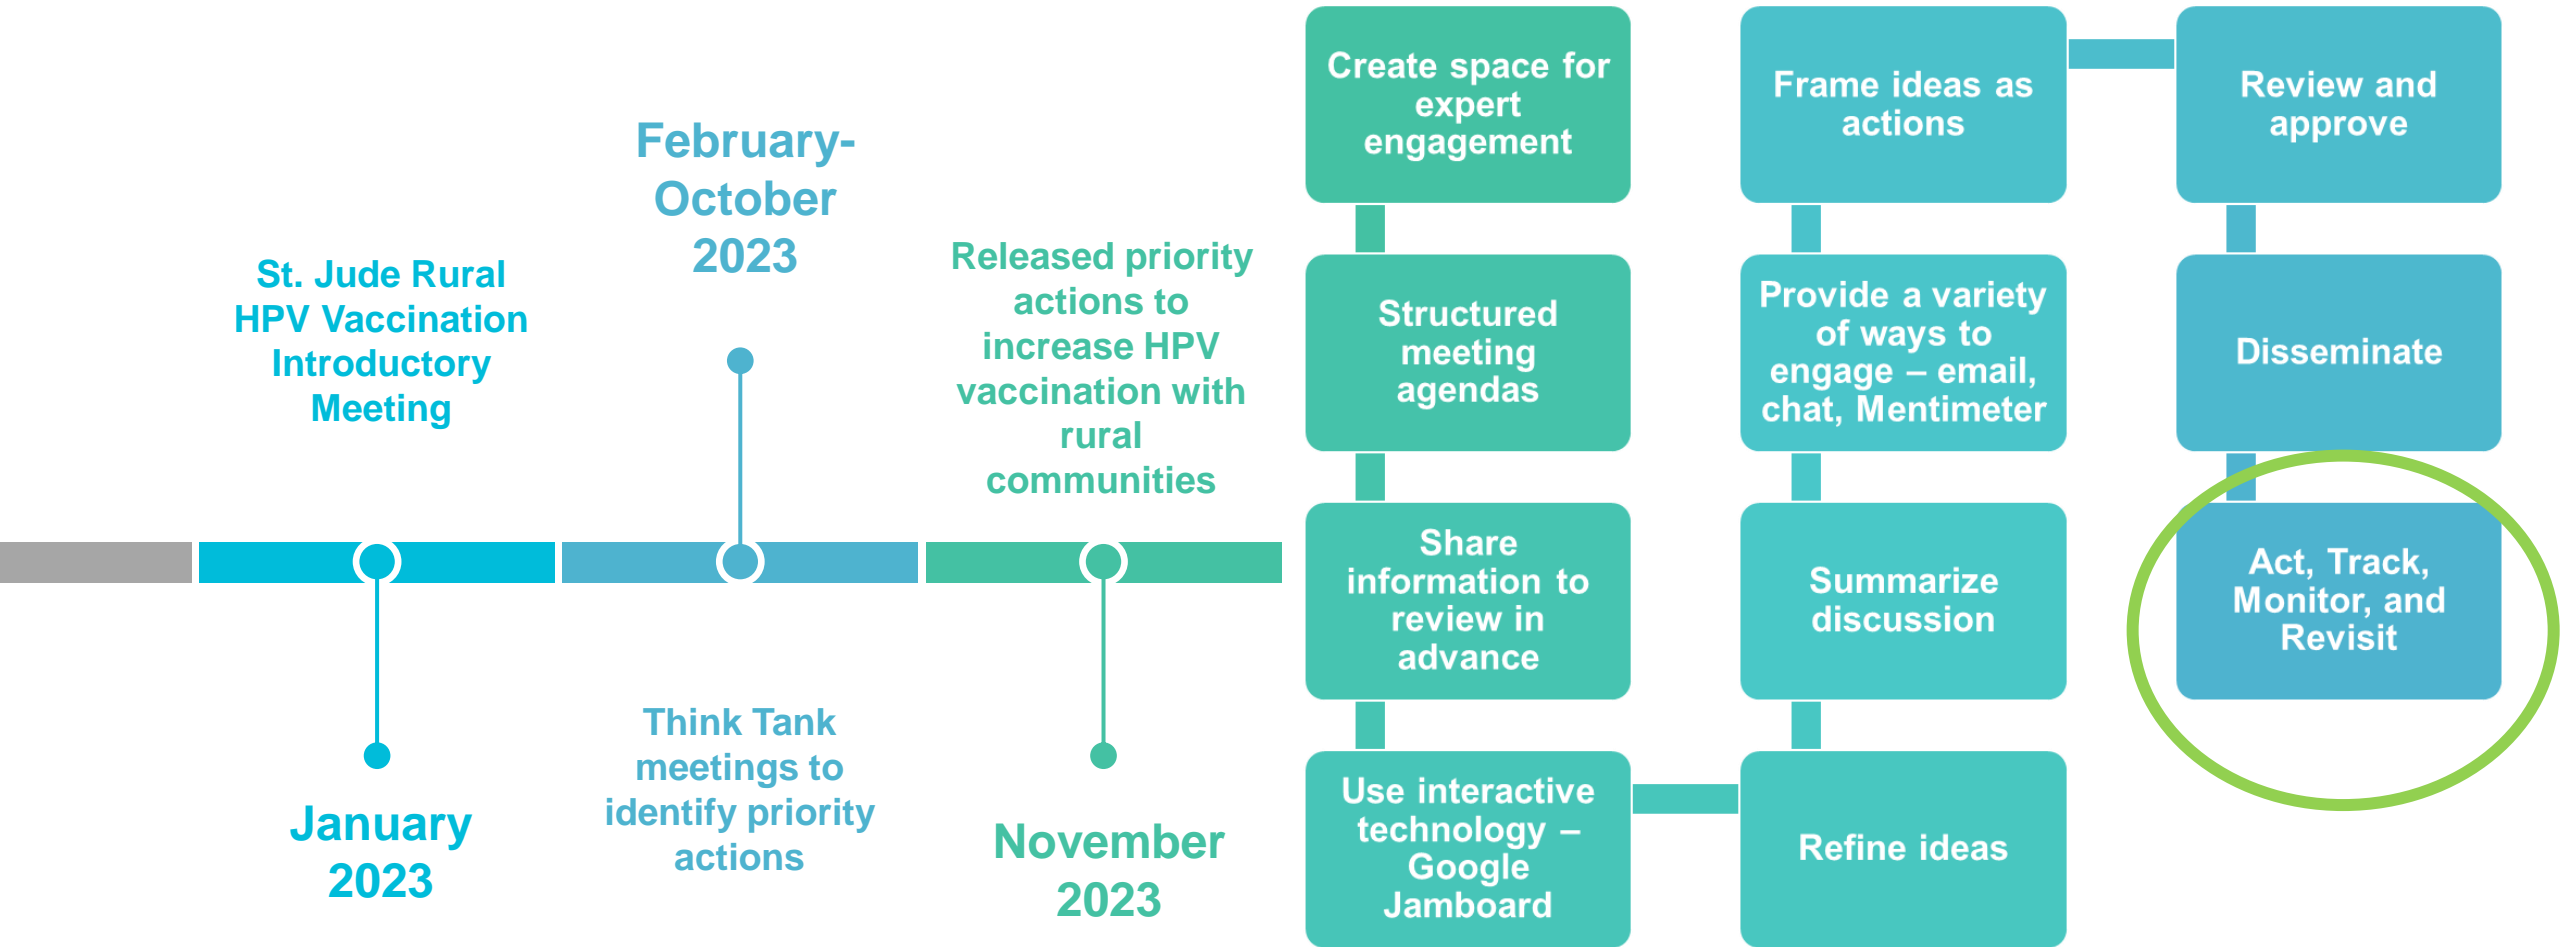 St. Jude Rural
HPV Vaccination
Introductory
Meeting
January
2023
February-
October
2023
Think Tank
meetings to
identify priority
actions
Released priority
actions to
increase HPV
vaccination with
rural
communities
November
2023
Create space for
expert
engagement
Structured
meeting
agendas
Share
information to
review in
advance
Use interactive
technology –
Google
Jamboard
Refine ideas
Summarize
discussion
Provide a variety
of ways to
engage – email,
chat, Mentimeter
Frame ideas as
actions
Review and
approve
Disseminate
Act, Track,
Monitor, and
Revisit